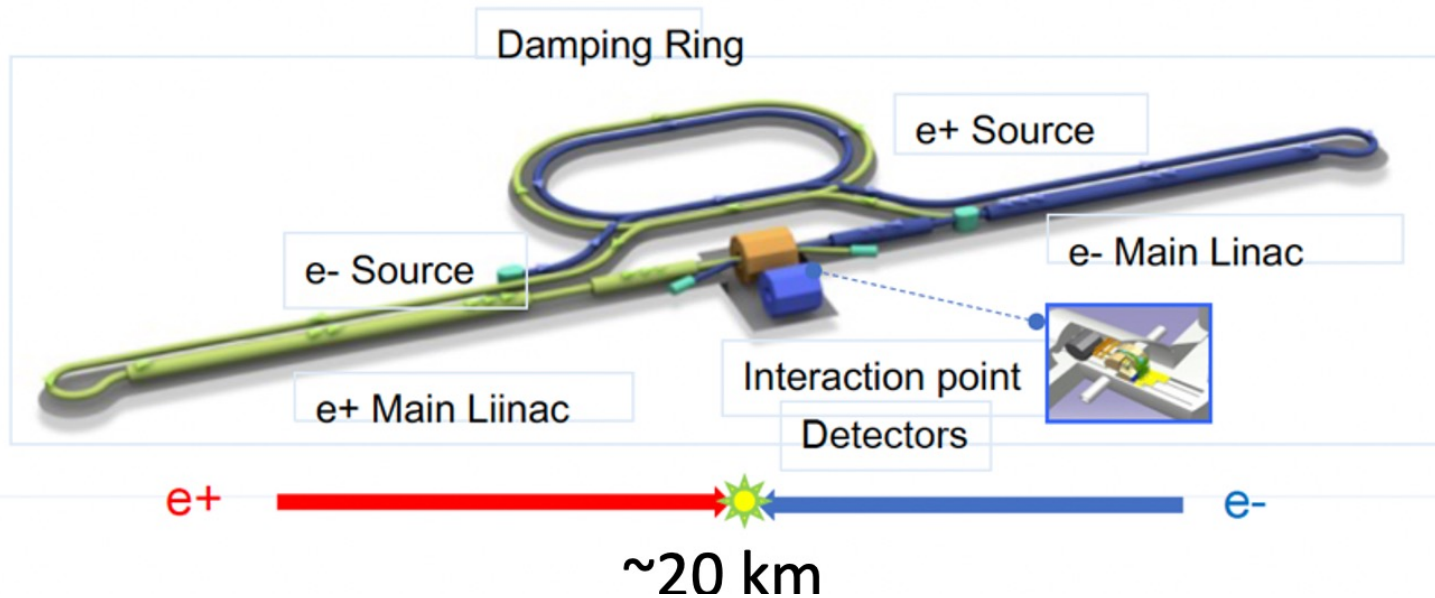 Damping Ring
e+ Source
e- Source
e- Main Linac
e+ Main Liinac
Interaction point
Detectors
e+
e-
~20 km